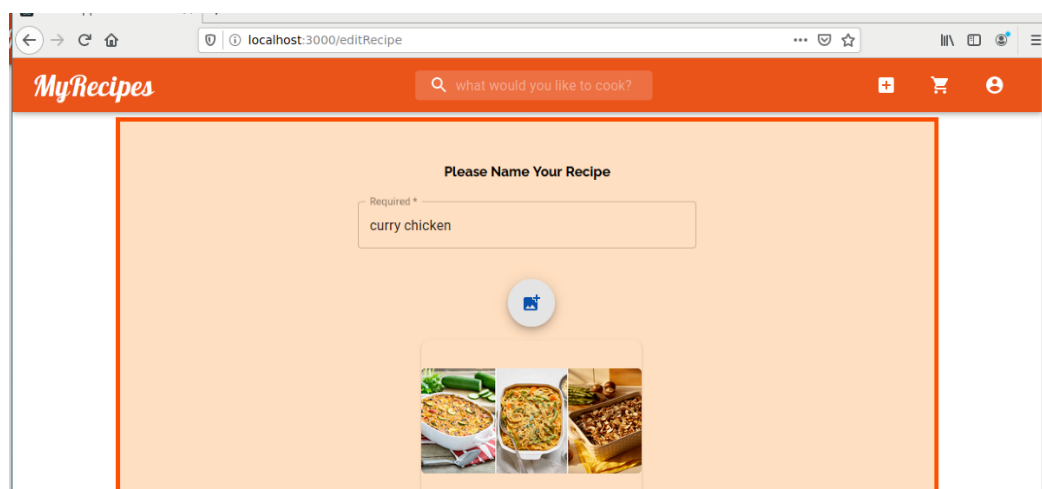 localhost:3000/editRecipe
MyRecipes
what would you like to cook?
Please Name Your Recipe
Required *
curry chicken